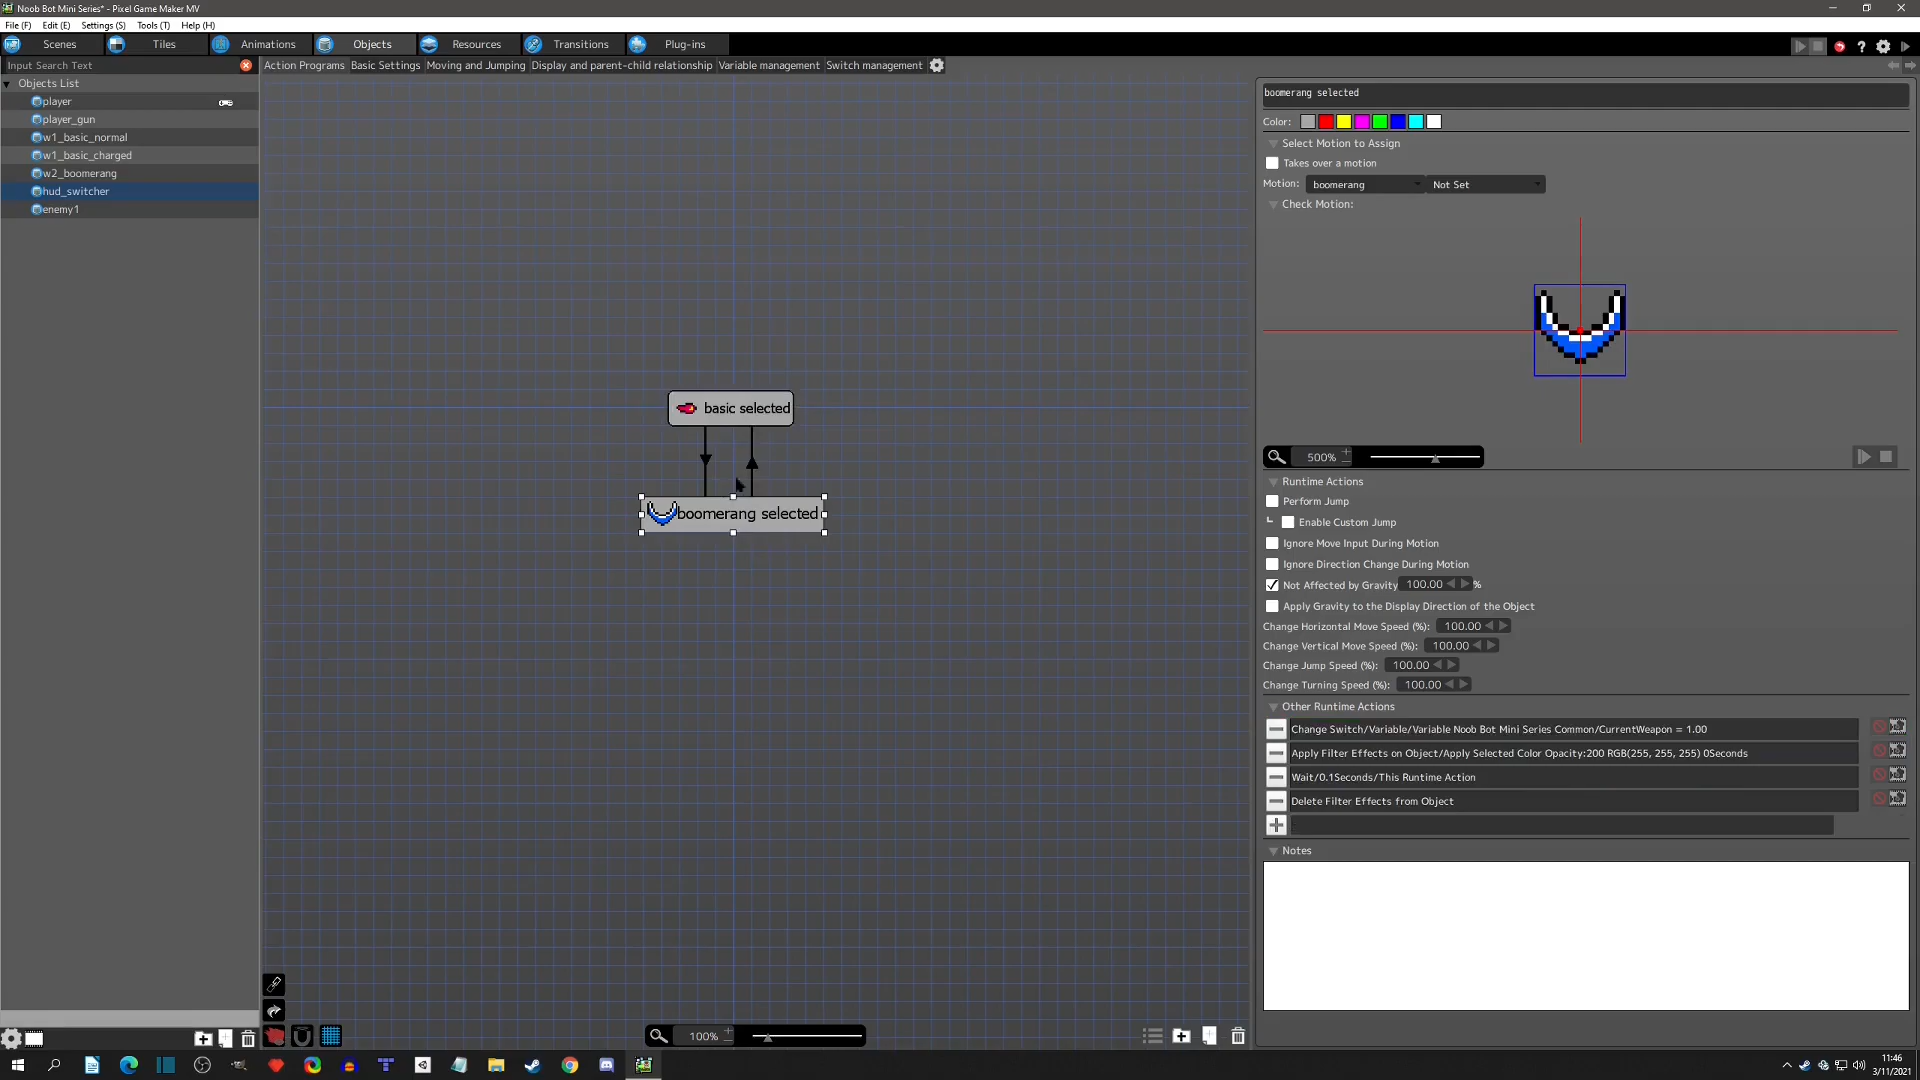 Noob Bot Mini Series* - Pixel Game Maker MV
File (F) Edit (E) Settings (S) Tools (T) Help (H)
Scenes Tiles Animations Objects Resources Transitions Plug-ins
Input Search Text
Action Programs Basic Settings Moving and Jumping Display and parent-child relationship Variable management Switch management
Objects List
player
player_gun
w1_basic_normal
w1_basic_charged
w2_boomerang
hud_switcher
enemy1
basic selected
boomerang selected
100%
boomerang selected
Color:
Select Motion to Assign
Takes over a motion
Motion: boomerang Not Set
Check Motion:
500%
Runtime Actions
Perform Jump
Enable Custom Jump
Ignore Move Input During Motion
Ignore Direction Change During Motion
Not Affected by Gravity 100.00 %
Apply Gravity to the Display Direction of the Object
Change Horizontal Move Speed (%): 100.00
Change Vertical Move Speed (%): 100.00
Change Jump Speed (%): 100.00
Change Turning Speed (%): 100.00
Other Runtime Actions
Change Switch/Variable/Variable Noob Bot Mini Series Common/CurrentWeapon = 1.00
Apply Filter Effects on Object/Apply Selected Color Opacity:200 RGB(255, 255, 255) 0Seconds
Wait/0.1Seconds/This Runtime Action
Delete Filter Effects from Object
Notes
11:46
3/11/2021